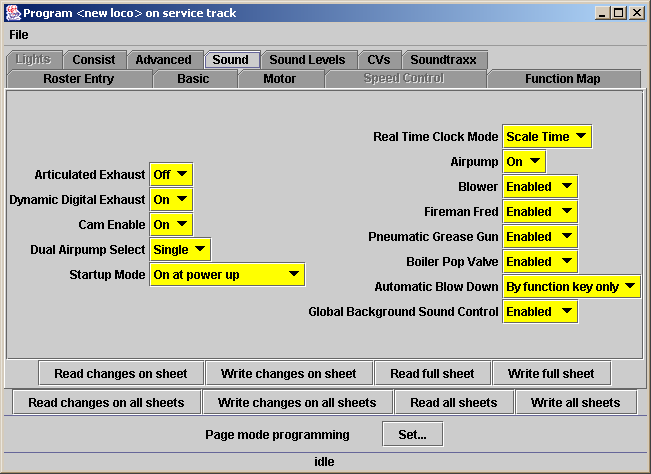 Program <new loco> on service track
File
Lights Consist Advanced Sound Sound Levels CVs Soundtraxx
Roster Entry Basic Motor Speed Control Function Map
Articulated Exhaust Off
Dynamic Digital Exhaust On
Cam Enable On
Dual Airpump Select Single
Startup Mode On at power up
Real Time Clock Mode Scale Time
Airpump On
Blower Enabled
Fireman Fred Enabled
Pneumatic Grease Gun Enabled
Boiler Pop Valve Enabled
Automatic Blow Down By function key only
Global Background Sound Control Enabled
Read changes on sheet Write changes on sheet Read full sheet Write full sheet
Read changes on all sheets Write changes on all sheets Read all sheets Write all sheets
Page mode programming Set...
idle